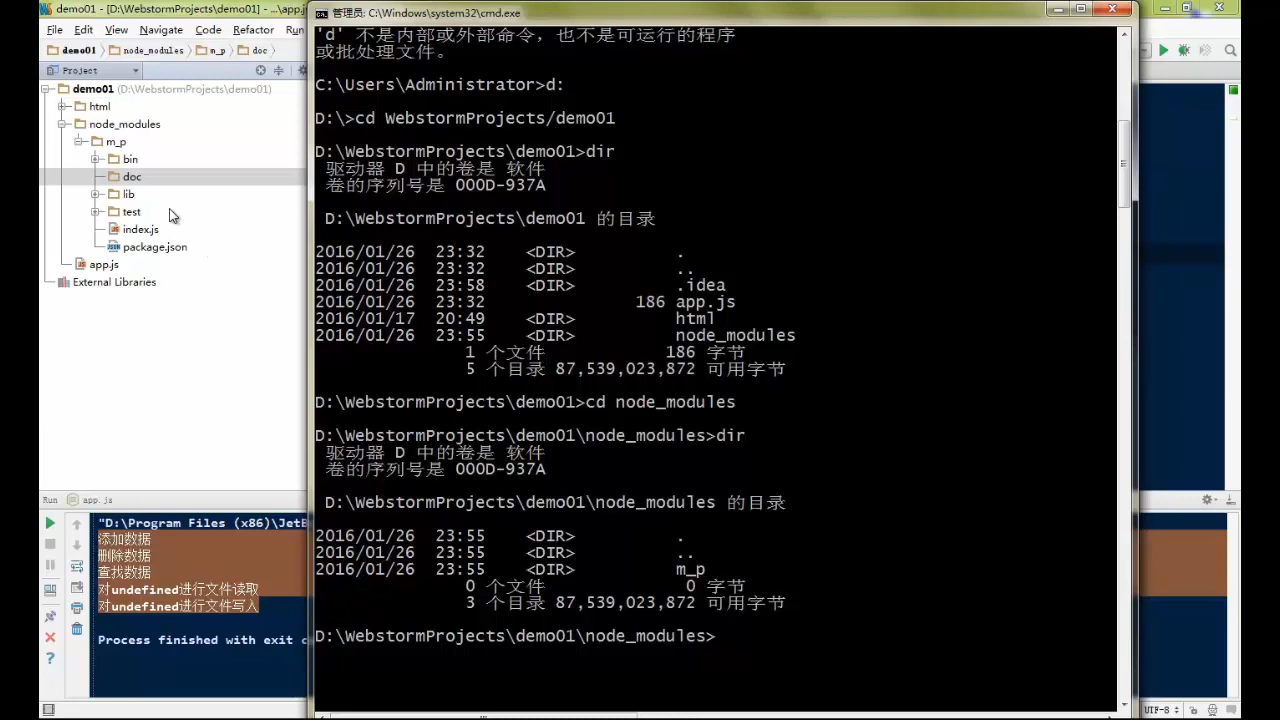 demo01 - [D:\WebstormProjects\demo01] - ...\app.js
File Edit View Navigate Code Refactor Run
demo01 node_modules m_p doc
Project
demo01 (D:\WebstormProjects\demo01)
html
node_modules
m_p
bin
doc
lib
test
index.js
package.json
app.js
External Libraries
管理员: C:\Windows\system32\cmd.exe
'd' 不是内部或外部命令，也不是可运行的程序
或批处理文件。
C:\Users\Administrator>d:
D:\>cd WebstormProjects/demo01
D:\WebstormProjects\demo01>dir
驱动器 D 中的卷是 软件
卷的序列号是 000D-937A
D:\WebstormProjects\demo01 的目录
2016/01/26 23:32 <DIR> .
2016/01/26 23:32 <DIR> ..
2016/01/26 23:58 <DIR> .idea
2016/01/26 23:32 186 app.js
2016/01/17 20:49 <DIR> html
2016/01/26 23:55 <DIR> node_modules
1 个文件 186 字节
5 个目录 87,539,023,872 可用字节
D:\WebstormProjects\demo01>cd node_modules
D:\WebstormProjects\demo01\node_modules>dir
驱动器 D 中的卷是 软件
卷的序列号是 000D-937A
D:\WebstormProjects\demo01\node_modules 的目录
2016/01/26 23:55 <DIR> .
2016/01/26 23:55 <DIR> ..
2016/01/26 23:55 <DIR> m_p
0 个文件 0 字节
3 个目录 87,539,023,872 可用字节
D:\WebstormProjects\demo01\node_modules>
Run app.js
"D:\Program Files (x86)\JetB
添加数据
删除数据
查找数据
对undefined进行文件读取
对undefined进行文件写入
Process finished with exit c
UTF-8